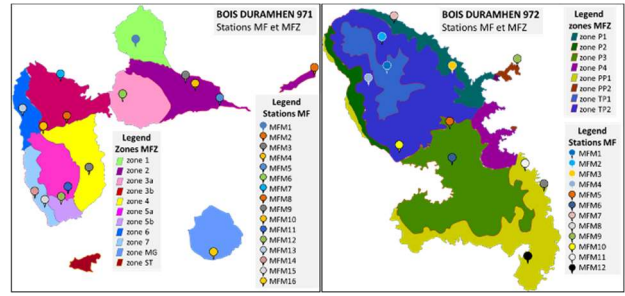 BOIS DURAMHEN 971
Stations MF et MFZ
Legend
Stations MF
MFM1
MFM2
MFM3
MFM4
MFM5
MFM6
MFM7
MFM8
MFM9
MFM10
MFM11
MFM12
MFM13
MFM14
MFM15
MFM16
Legend
Zones MFZ
zone 1
zone 2
zone 3a
zone 3b
zone 4
zone 5a
zone 5b
zone 6
zone 7
zone MG
zone ST
BOIS DURAMHEN 972
Stations MF et MFZ
Legend
zones MFZ
zone P1
zone P2
zone P3
zone P4
zone PP1
zone PP2
zone TP1
zone TP2
Legend
Stations MF
MFM1
MFM2
MFM3
MFM4
MFM5
MFM6
MFM7
MFM8
MFM9
MFM10
MFM11
MFM12